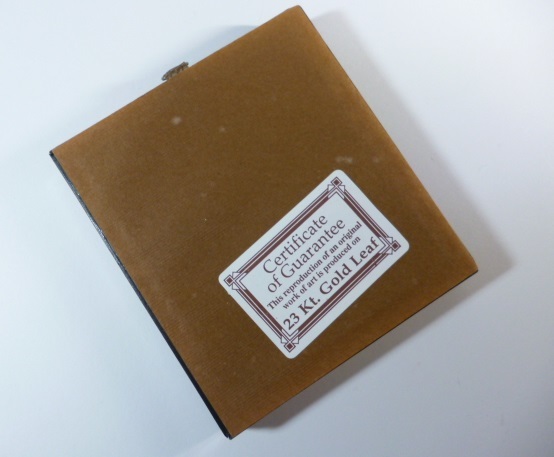 Certificate
of Guarantee
This reproduction of an original
work of art is produced on
23 Kt. Gold Leaf